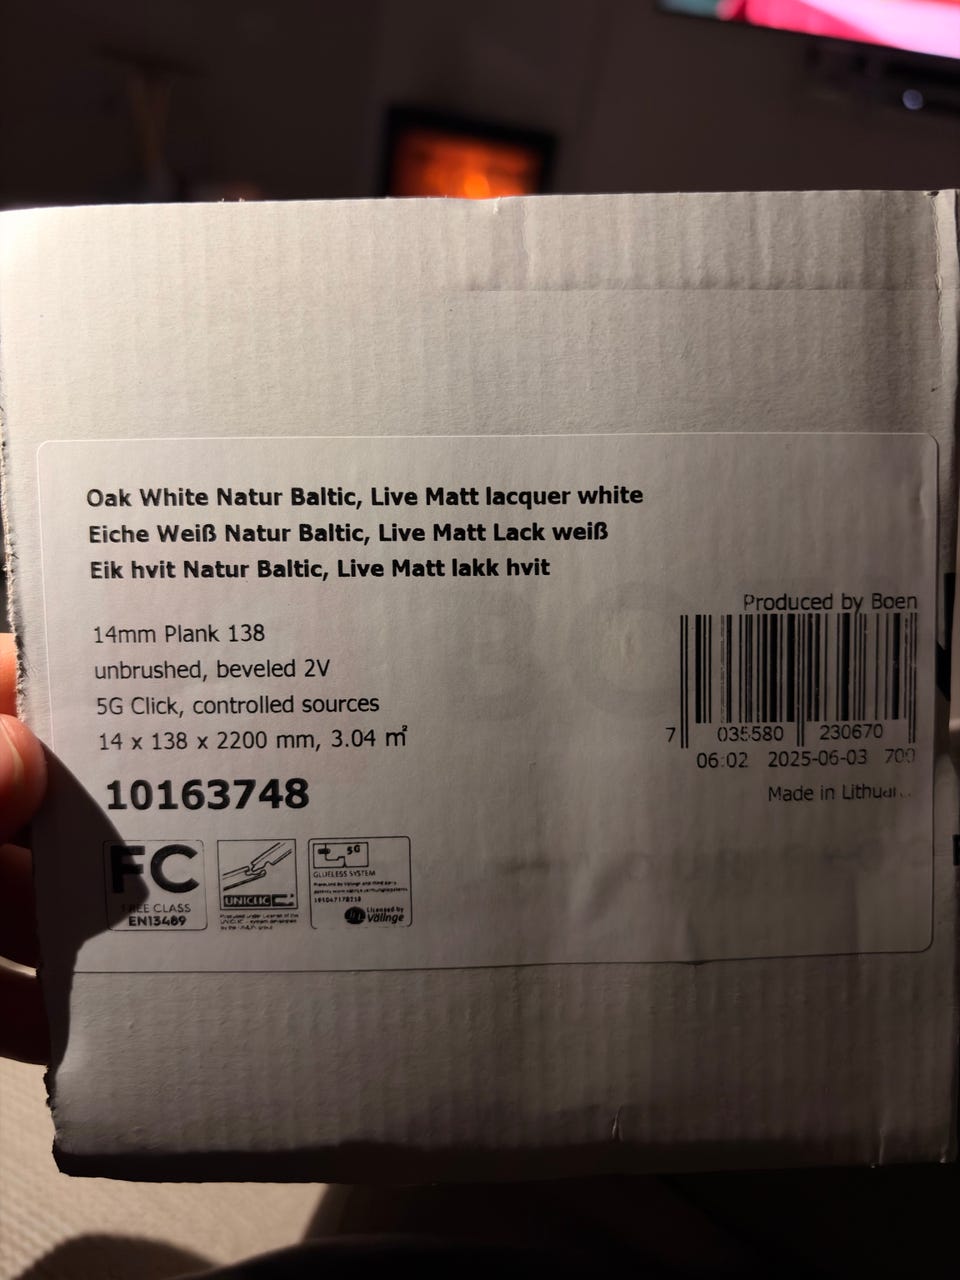 Oak White Natur Baltic, Live Matt lacquer white
Eiche Weiß Natur Baltic, Live Matt Lack weiß
Eik hvit Natur Baltic, Live Matt lakk hvit
14mm Plank 138
unbrushed, beveled 2V
5G Click, controlled sources
14 x 138 x 2200 mm, 3.04 m²
10163748
Produced by Boen
7 035580 230670
06:02 2025-06-03 700
Made in
FC
FREE CLASS
EN13489
UNICLIC
5G
GLUELESS SYSTEM
Licensed by
Välinge